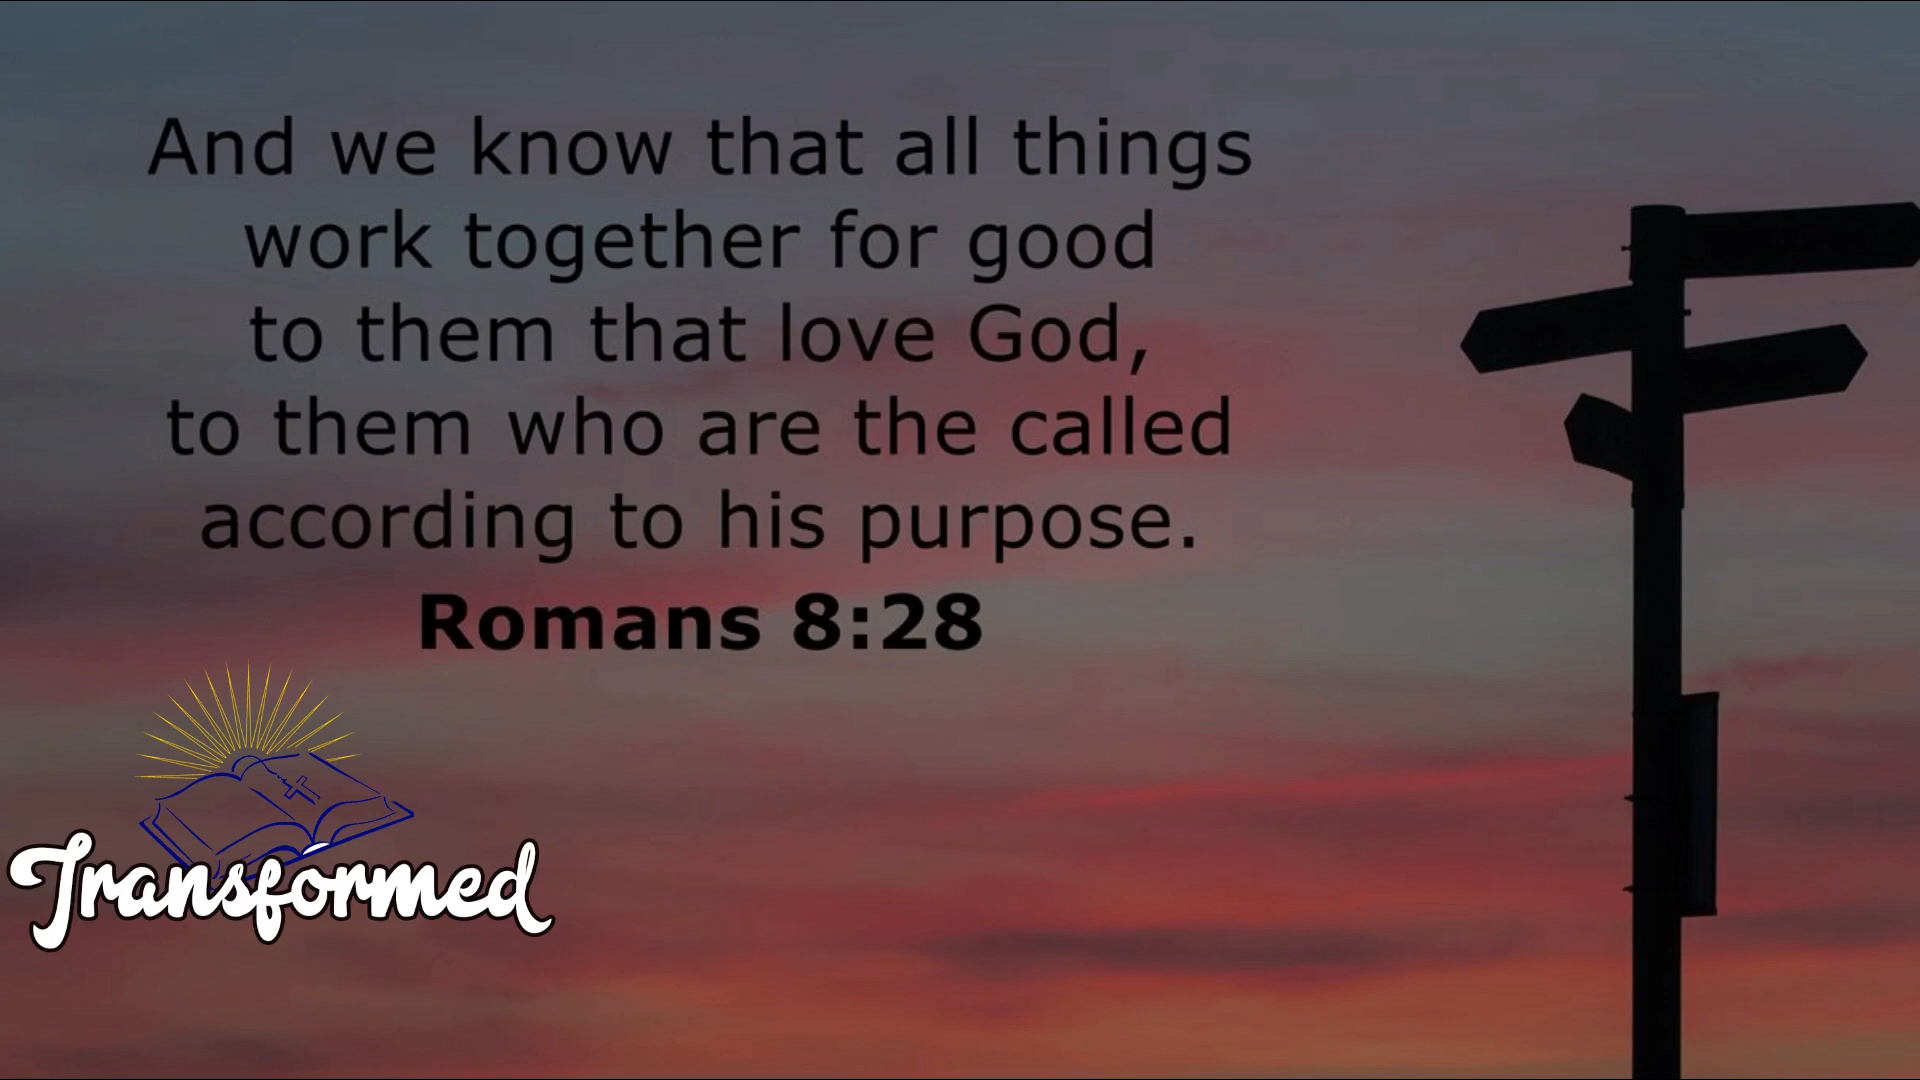 And we know that all things
work together for good
to them that love God,
to them who are the called
according to his purpose.
Romans 8:28
Transformed